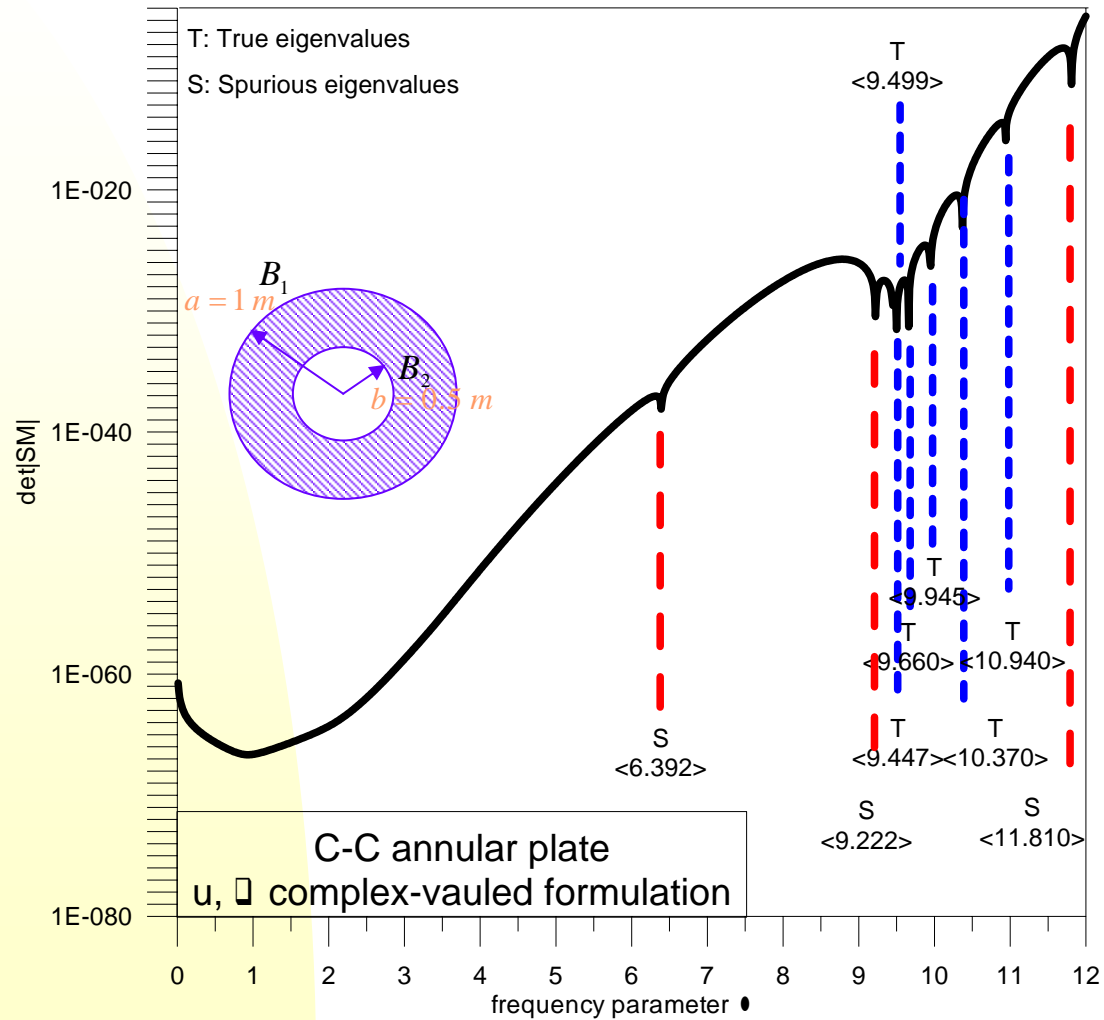 T: True eigenvalues
S: Spurious eigenvalues
T
<9.499>
1E-020
B1
a = 1 m
B2
b = 0.5 m
1E-040
det|SM|
T
<9.945>
T
<9.660>
T
<10.940>
1E-060
S
<6.392>
T
<9.447>
T
<10.370>
S
<9.222>
S
<11.810>
C-C annular plate
u, complex-vauled formulation
1E-080
0 1 2 3 4 5 6 7 8 9 10 11 12
frequency parameter